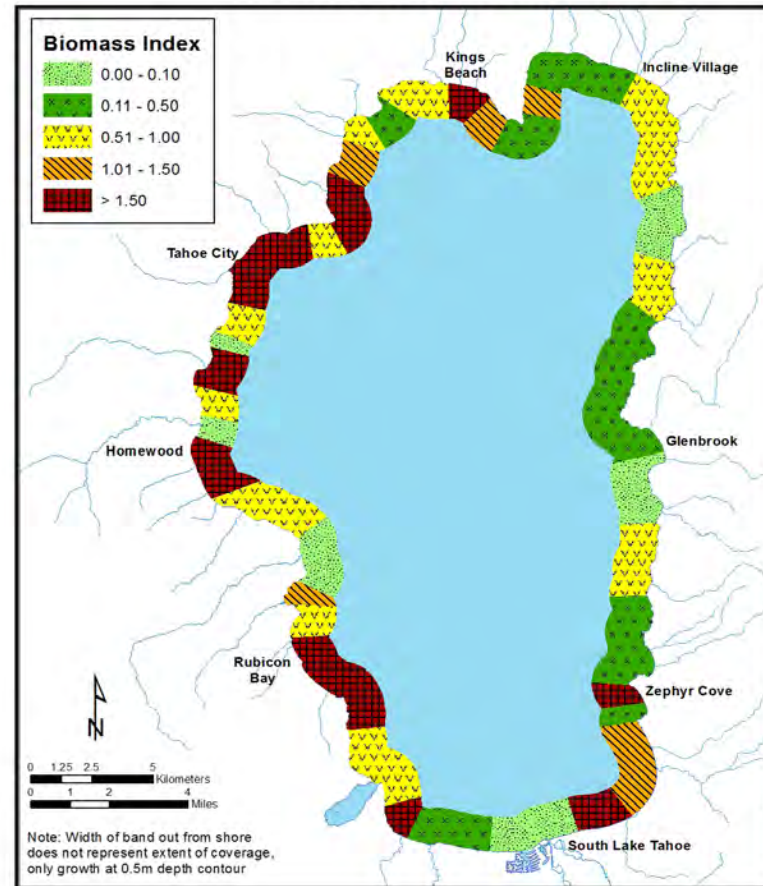 Biomass Index
0.00 - 0.10
0.11 - 0.50
0.51 - 1.00
1.01 - 1.50
> 1.50
Kings
Beach
Incline Village
Tahoe City
Glenbrook
Homewood
Rubicon
Bay
Zephyr Cove
N
0 1.25 2.5 5
Kilometers
0 1 2 4
Miles
South Lake Tahoe
Note: Width of band out from shore
does not represent extent of coverage,
only growth at 0.5m depth contour